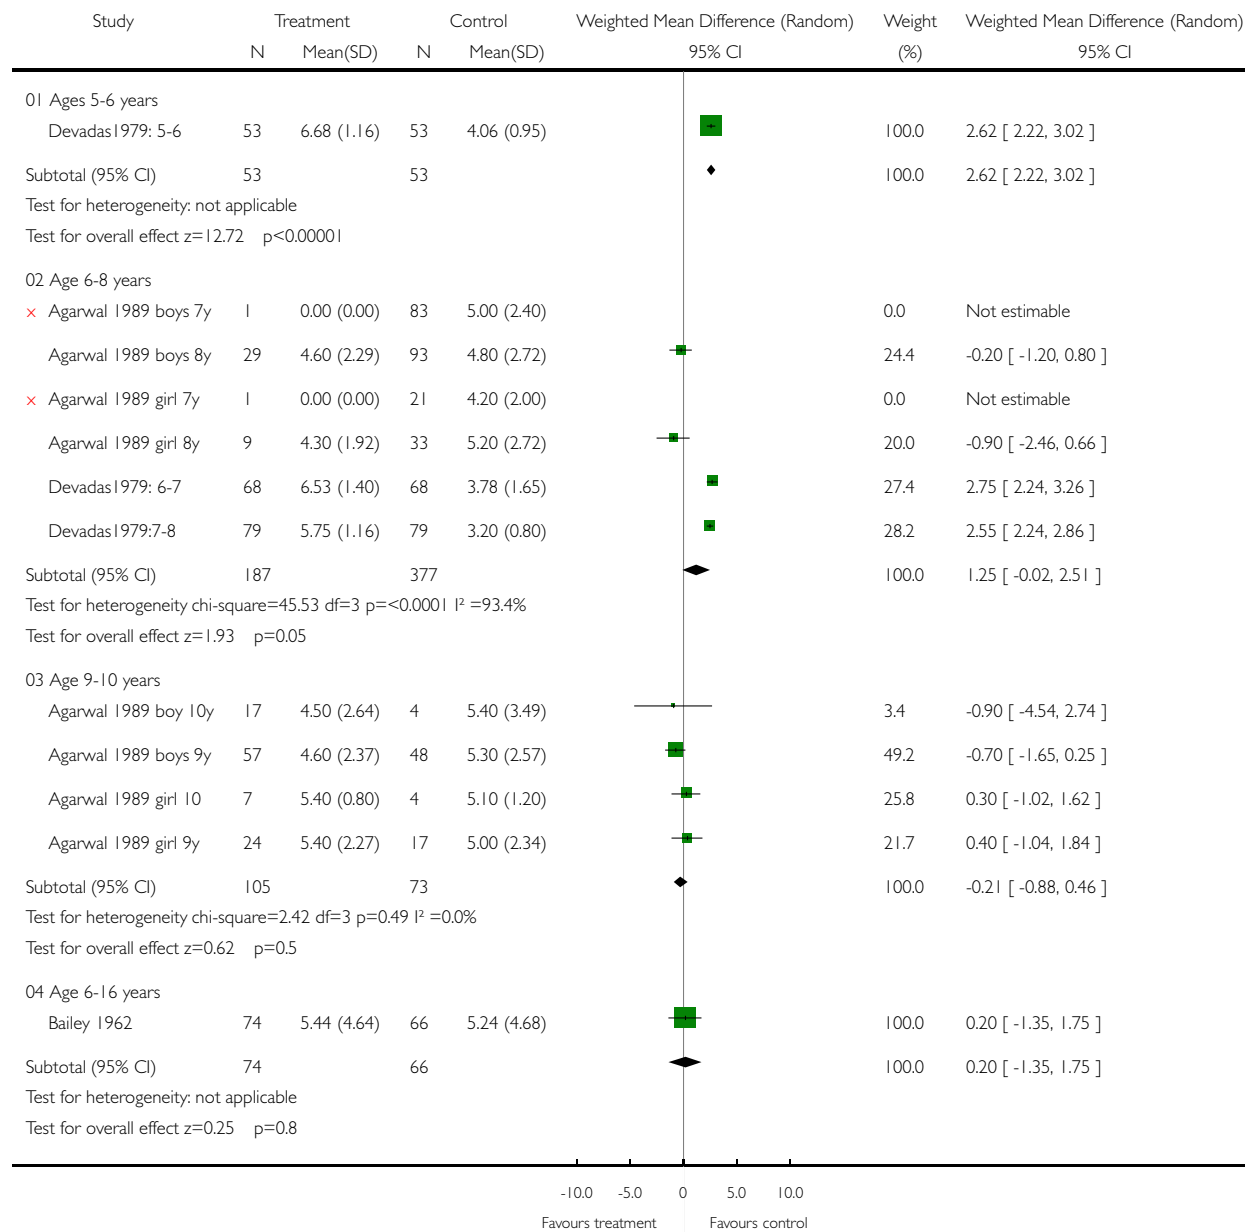 Study Treatment Control Weighted Mean Difference (Random) Weight Weighted Mean Difference (Random)
N Mean(SD) N Mean(SD) 95% CI (%) 95% CI
01 Ages 5-6 years
Devadas1979: 5-6 53 6.68 (1.16) 53 4.06 (0.95) 100.0 2.62 [ 2.22, 3.02 ]
Subtotal (95% CI) 53 53 100.0 2.62 [ 2.22, 3.02 ]
Test for heterogeneity: not applicable
Test for overall effect z=12.72 p<0.00001
02 Age 6-8 years
× Agarwal 1989 boys 7y 1 0.00 (0.00) 83 5.00 (2.40) 0.0 Not estimable
Agarwal 1989 boys 8y 29 4.60 (2.29) 93 4.80 (2.72) 24.4 -0.20 [ -1.20, 0.80 ]
× Agarwal 1989 girl 7y 1 0.00 (0.00) 21 4.20 (2.00) 0.0 Not estimable
Agarwal 1989 girl 8y 9 4.30 (1.92) 33 5.20 (2.72) 20.0 -0.90 [ -2.46, 0.66 ]
Devadas1979: 6-7 68 6.53 (1.40) 68 3.78 (1.65) 27.4 2.75 [ 2.24, 3.26 ]
Devadas1979:7-8 79 5.75 (1.16) 79 3.20 (0.80) 28.2 2.55 [ 2.24, 2.86 ]
Subtotal (95% CI) 187 377 100.0 1.25 [ -0.02, 2.51 ]
Test for heterogeneity chi-square=45.53 df=3 p=<0.0001 I² =93.4%
Test for overall effect z=1.93 p=0.05
03 Age 9-10 years
Agarwal 1989 boy 10y 17 4.50 (2.64) 4 5.40 (3.49) 3.4 -0.90 [ -4.54, 2.74 ]
Agarwal 1989 boys 9y 57 4.60 (2.37) 48 5.30 (2.57) 49.2 -0.70 [ -1.65, 0.25 ]
Agarwal 1989 girl 10 7 5.40 (0.80) 4 5.10 (1.20) 25.8 0.30 [ -1.02, 1.62 ]
Agarwal 1989 girl 9y 24 5.40 (2.27) 17 5.00 (2.34) 21.7 0.40 [ -1.04, 1.84 ]
Subtotal (95% CI) 105 73 100.0 -0.21 [ -0.88, 0.46 ]
Test for heterogeneity chi-square=2.42 df=3 p=0.49 I² =0.0%
Test for overall effect z=0.62 p=0.5
04 Age 6-16 years
Bailey 1962 74 5.44 (4.64) 66 5.24 (4.68) 100.0 0.20 [ -1.35, 1.75 ]
Subtotal (95% CI) 74 66 100.0 0.20 [ -1.35, 1.75 ]
Test for heterogeneity: not applicable
Test for overall effect z=0.25 p=0.8
-10.0 -5.0 0 5.0 10.0
Favours treatment Favours control